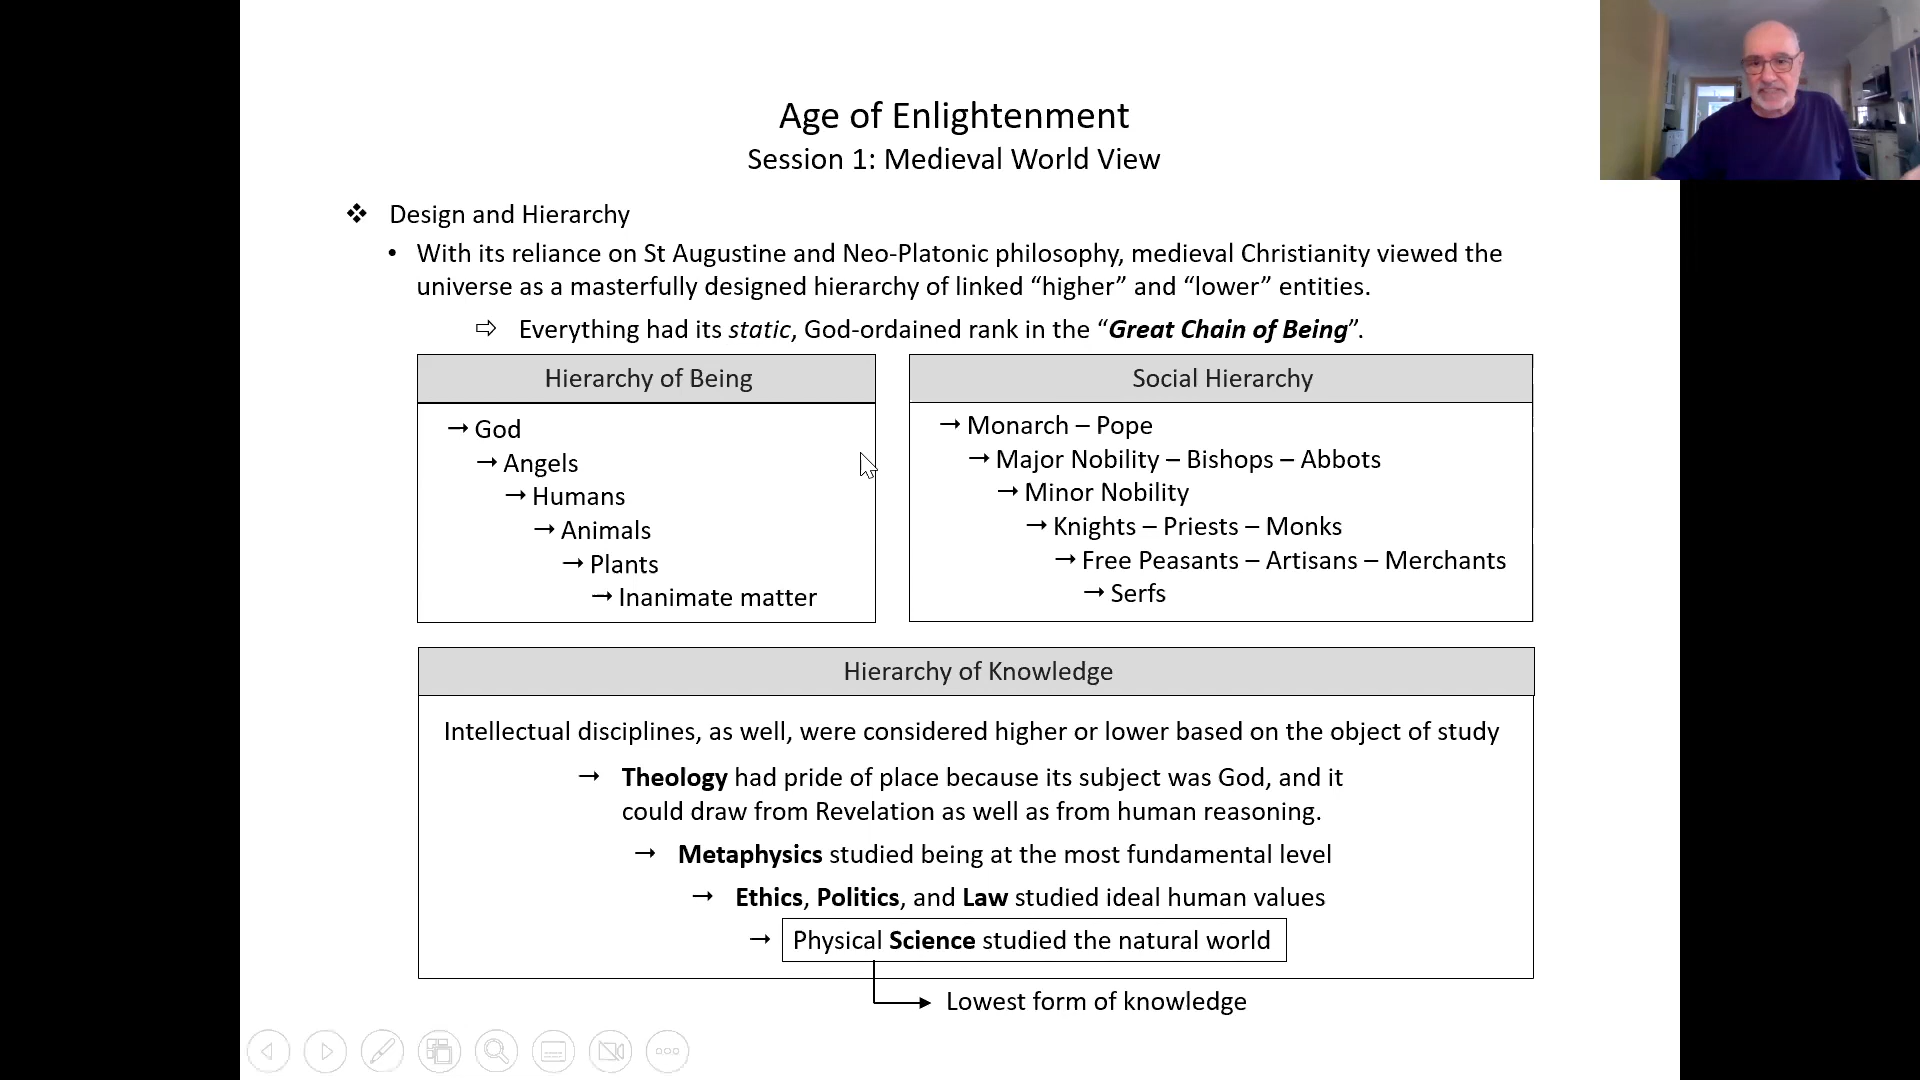 Age of Enlightenment
Session 1: Medieval World View
❖ Design and Hierarchy
• With its reliance on St Augustine and Neo-Platonic philosophy, medieval Christianity viewed the
universe as a masterfully designed hierarchy of linked “higher” and “lower” entities.
⇨ Everything had its static, God-ordained rank in the “Great Chain of Being”.
Hierarchy of Being
→ God
→ Angels
→ Humans
→ Animals
→ Plants
→ Inanimate matter
Social Hierarchy
→ Monarch – Pope
→ Major Nobility – Bishops – Abbots
→ Minor Nobility
→ Knights – Priests – Monks
→ Free Peasants – Artisans – Merchants
→ Serfs
Hierarchy of Knowledge
Intellectual disciplines, as well, were considered higher or lower based on the object of study
→ Theology had pride of place because its subject was God, and it
could draw from Revelation as well as from human reasoning.
→ Metaphysics studied being at the most fundamental level
→ Ethics, Politics, and Law studied ideal human values
→ Physical Science studied the natural world
Lowest form of knowledge